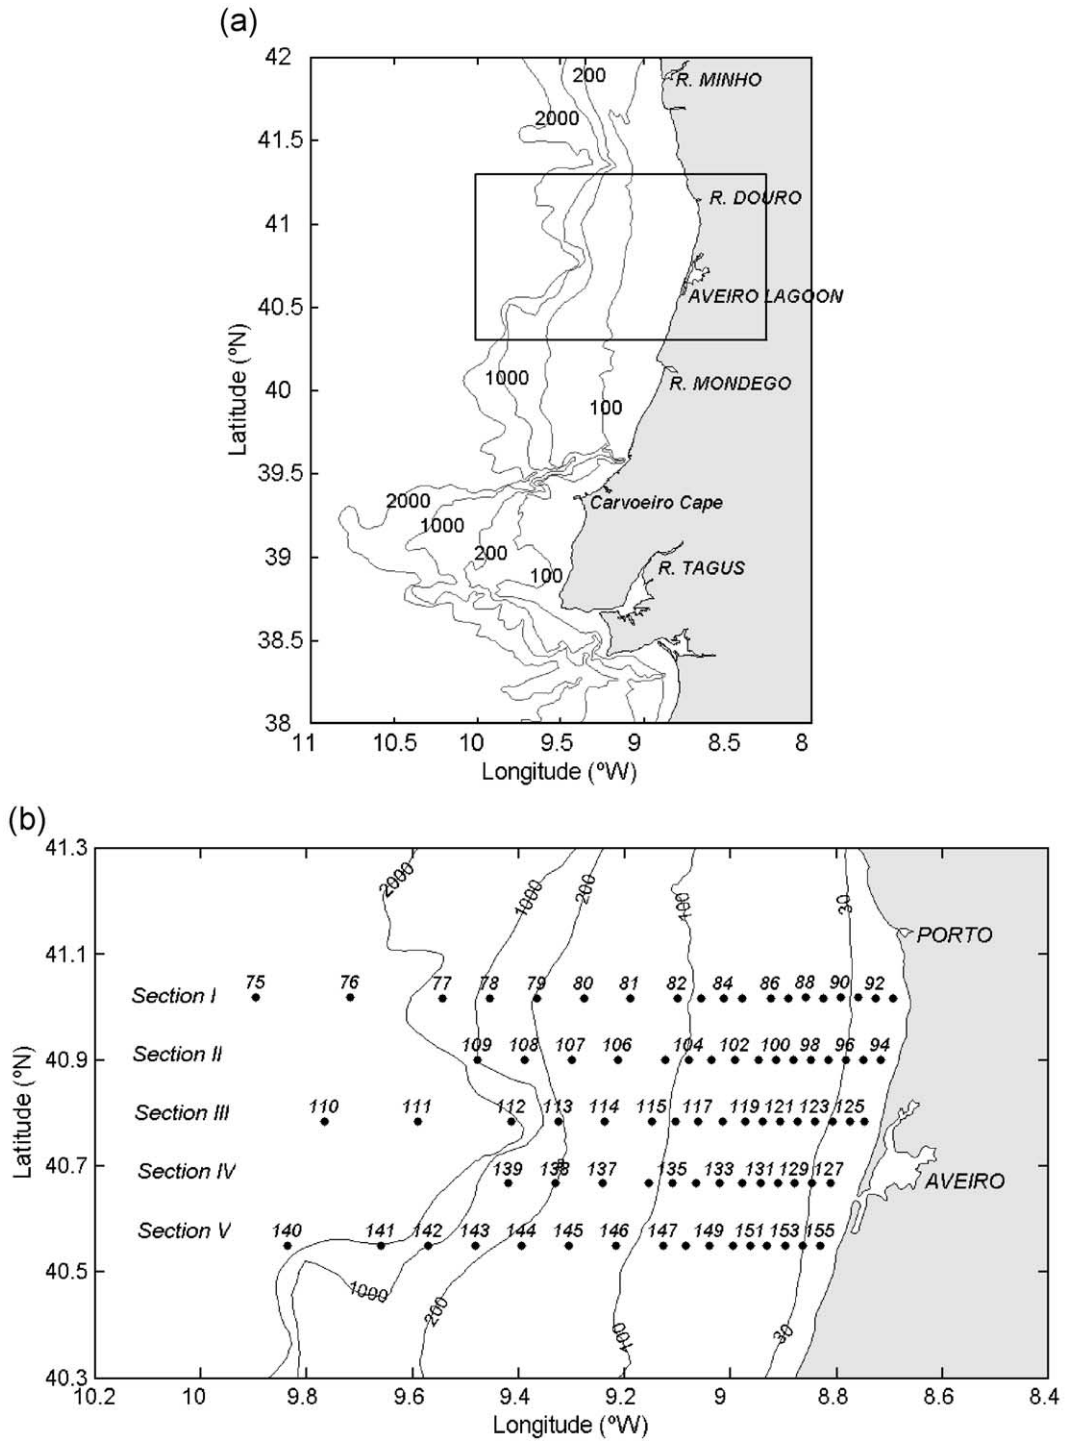 (a)
42
200
R. MINHO
2000
41.5
R. DOURO
41
AVEIRO LAGOON
40.5
1000
R. MONDEGO
40
100
39.5
2000
Carvoeiro Cape
1000
200
39
100
R. TAGUS
38.5
38
Latitude (ºN)
11 10.5 10 9.5 9 8.5 8
Longitude (ºW)
(b)
41.3
2000 1000 200 100 30
PORTO
41.1
Section I 75 76 77 78 79 80 81 82 84 86 88 90 92
Section II 109 108 107 106 104 102 100 98 96 94
40.9
Section III 110 111 112 113 114 115 117 119 121 123 125
Section IV 139 138 137 135 133 131 129 127
40.7
AVEIRO
Section V 140 141 142 143 144 145 146 147 149 151 153 155
40.5
1000 200 100 30
40.3
Latitude (ºN)
10.2 10 9.8 9.6 9.4 9.2 9 8.8 8.6 8.4
Longitude (ºW)